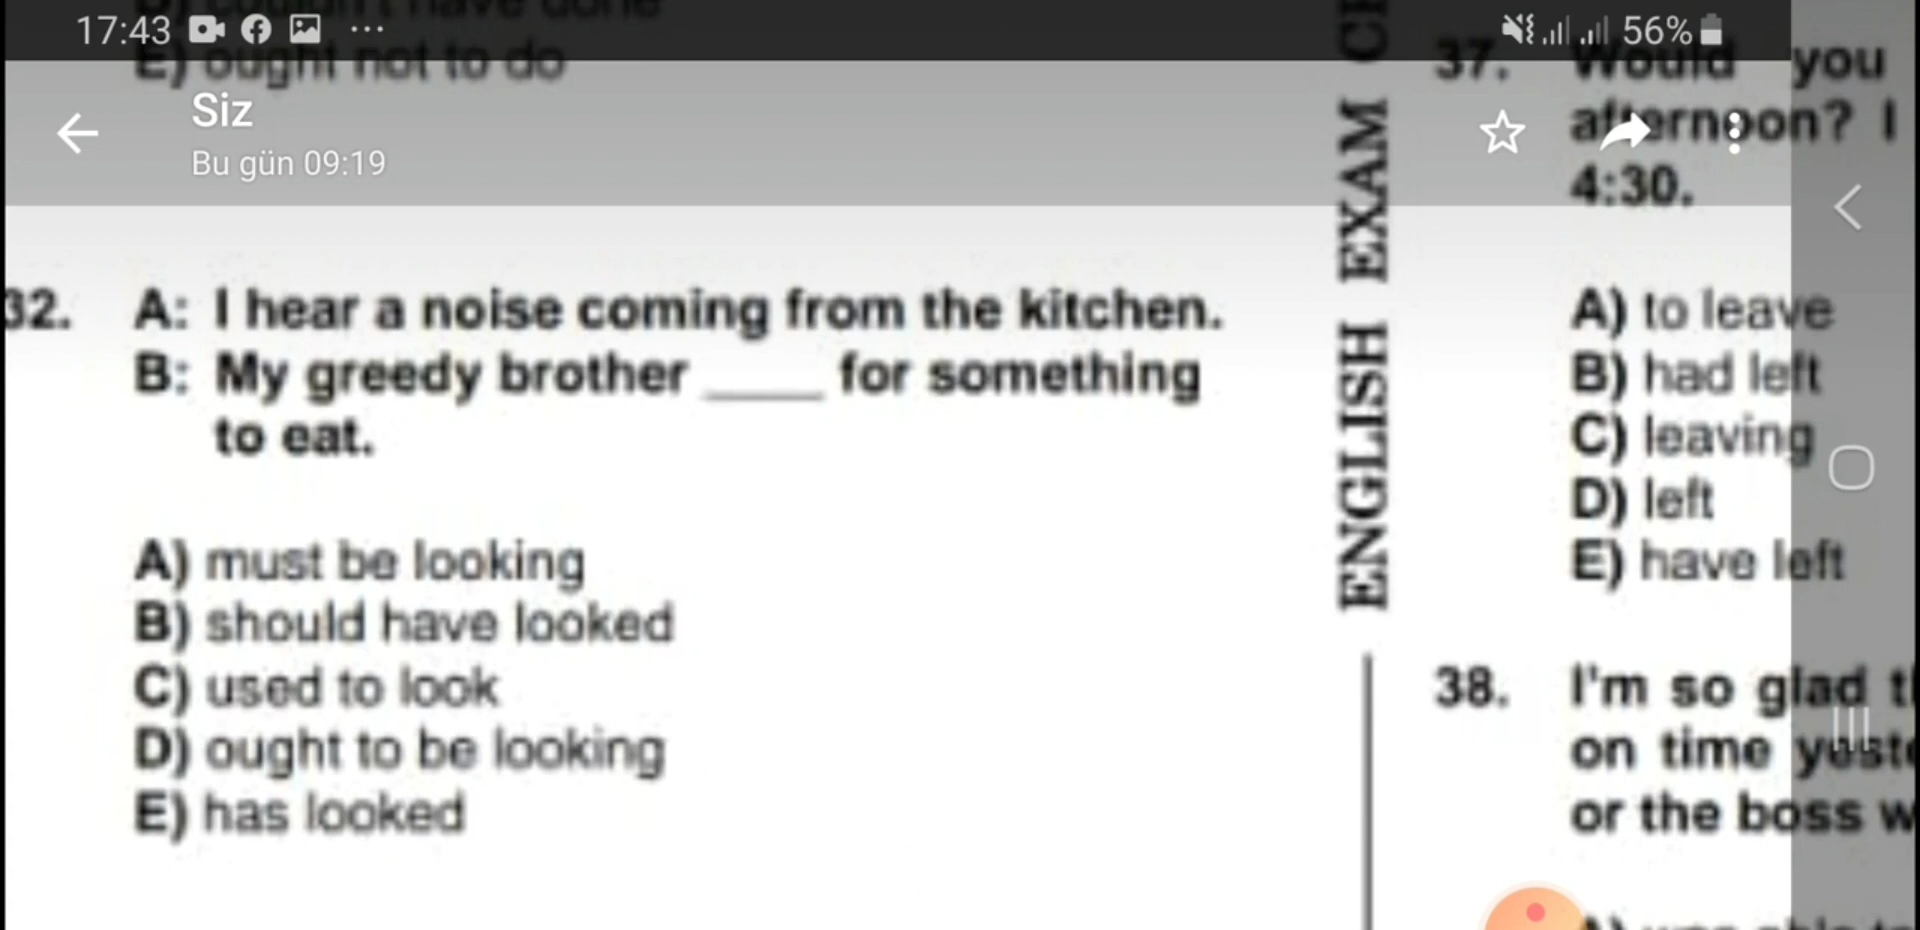 17:43
56%
E) ought not to do
Siz
Bu gün 09:19
32. A: I hear a noise coming from the kitchen.
B: My greedy brother ____ for something
to eat.
A) must be looking
B) should have looked
C) used to look
D) ought to be looking
E) has looked
ENGLISH EXAM
37. Would you
afternoon? I
4:30.
A) to leave
B) had left
C) leaving
D) left
E) have left
38. I'm so glad
on time
or the boss